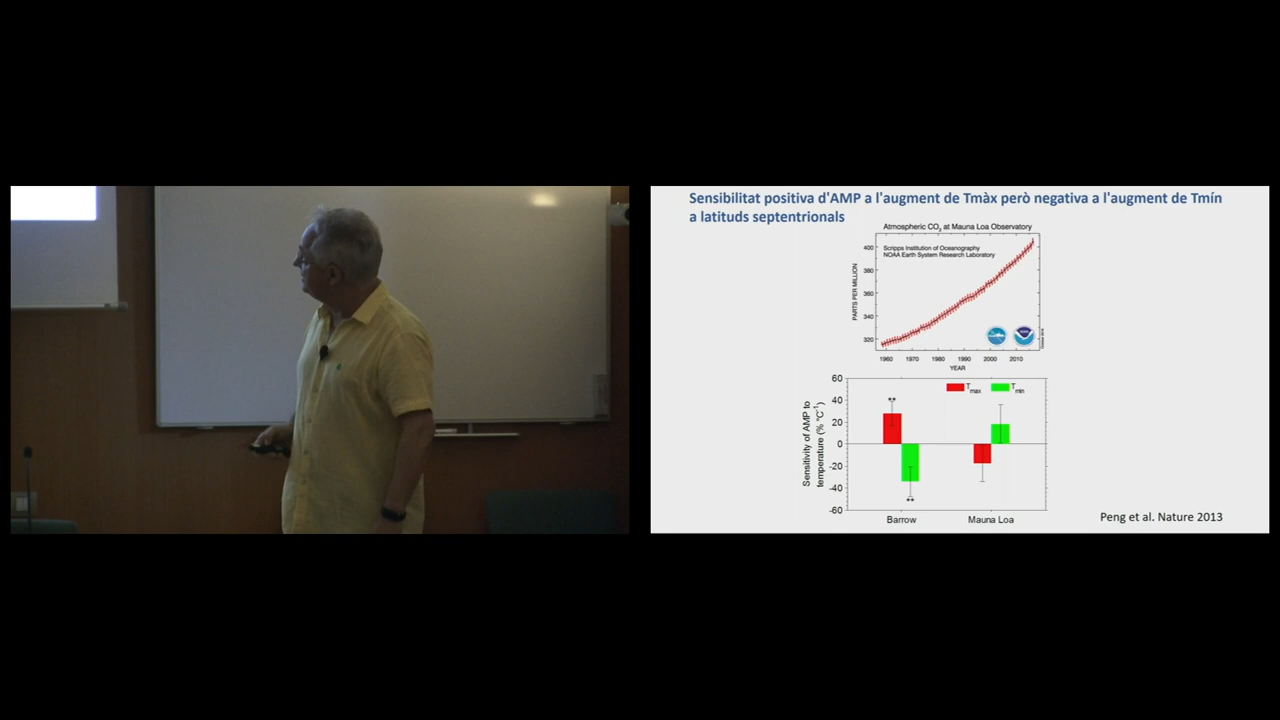 Sensibilitat positiva d'AMP a l'augment de Tmàx però negativa a l'augment de Tmín
a latituds septentrionals
Atmospheric CO2 at Mauna Loa Observatory
Scripps Institution of Oceanography
NOAA Earth System Research Laboratory
PARTS PER MILLION
400
380
360
340
320
1960 1970 1980 1990 2000 2010
YEAR
Sensitivity of AMP to
temperature (% °C-1)
60
40
20
0
-20
-40
-60
Tmax Tmin
**
**
Barrow Mauna Loa
Peng et al. Nature 2013